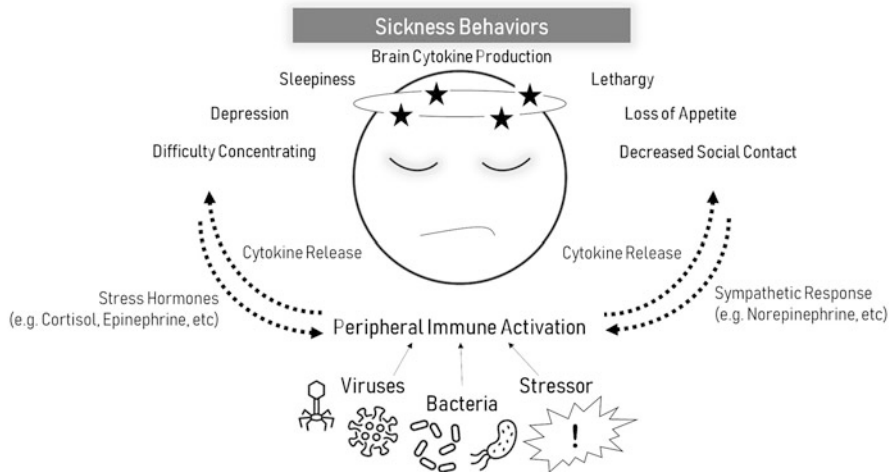 Sickness Behaviors
Brain Cytokine Production
Sleepiness
Lethargy
Depression
Loss of Appetite
Difficulty Concentrating
Decreased Social Contact
Cytokine Release
Cytokine Release
Stress Hormones
(e.g. Cortisol, Epinephrine, etc)
Sympathetic Response
(e.g. Norepinephrine, etc)
Peripheral Immune Activation
Viruses
Bacteria
Stressor
!